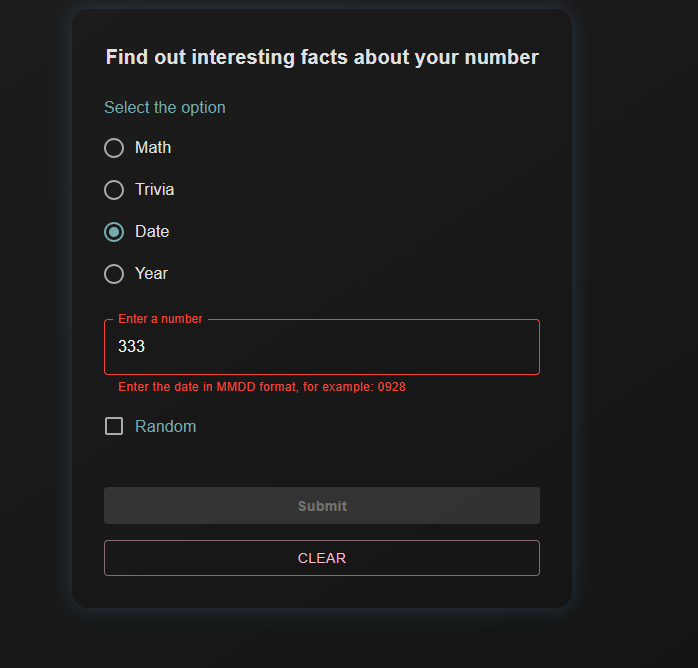 Find out interesting facts about your number
Select the option
Math
Trivia
Date
Year
Enter a number
333
Enter the date in MMDD format, for example: 0928
Random
Submit
CLEAR